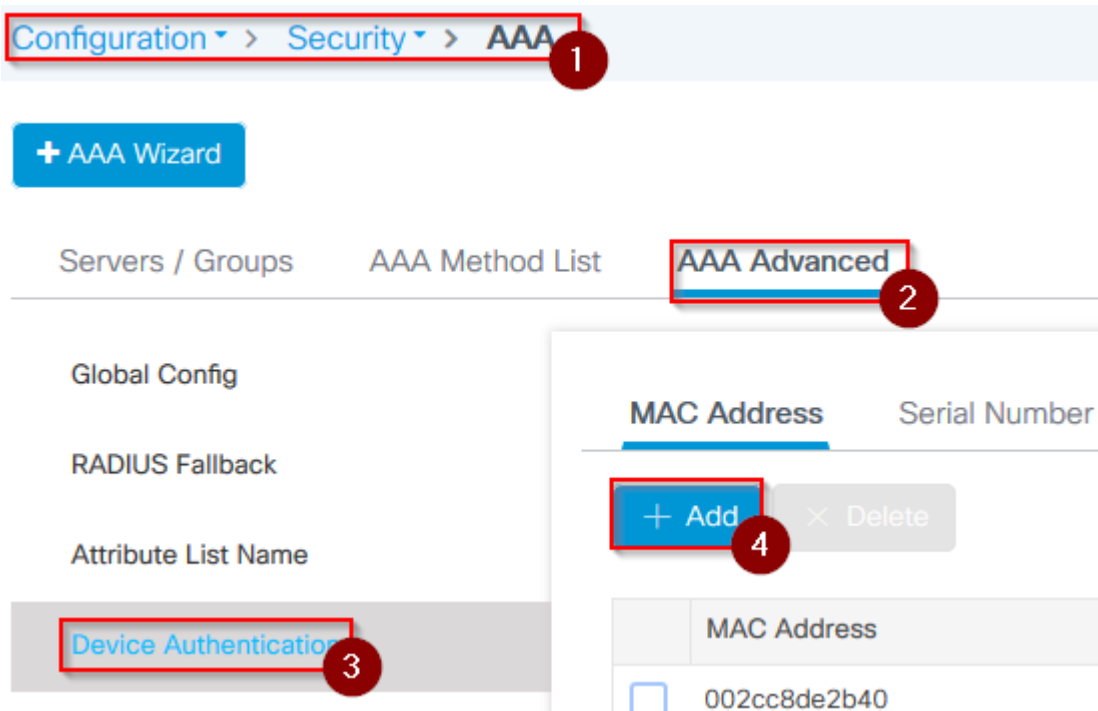 Configuration > Security > AAA
1
+ AAA Wizard
Servers / Groups AAA Method List AAA Advanced
2
Global Config
MAC Address Serial Number
RADIUS Fallback
+ Add × Delete
4
Attribute List Name
MAC Address
Device Authentication
3
002cc8de2b40